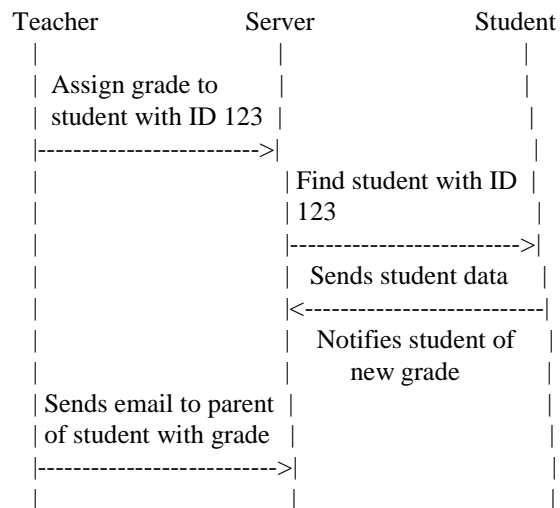 Teacher Server Student
| | |
| Assign grade to | |
| student with ID 123 | |
|------------------------->| |
| | Find student with ID |
| | 123 |
| |-------------------------->|
| | Sends student data |
| |<--------------------------|
| | Notifies student of |
| | new grade |
| Sends email to parent | |
| of student with grade | |
|-------------------------->| |
| | |